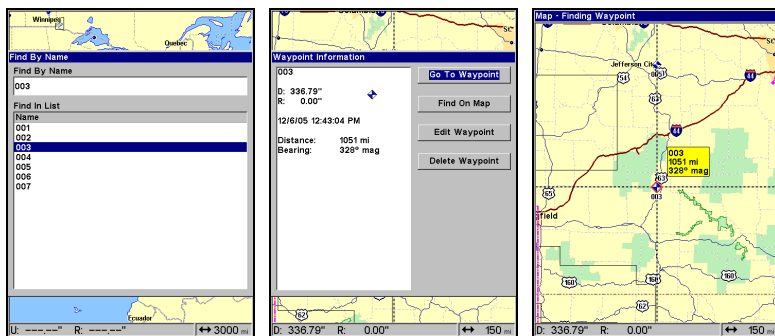 Winnipeg
Quebec
Find By Name
Find By Name
003
Find In List
Name
001
002
003
004
005
006
007
Ecuador
U: ---.--" R: ---.--" ↔ 3000 mi
Waypoint Information
003
D: 336.79"
R: 0.00"
12/6/05 12:43:04 PM
Distance: 1051 mi
Bearing: 328° mag
Go To Waypoint
Find On Map
Edit Waypoint
Delete Waypoint
62
D: 336.79" R: 0.00" ↔ 150 mi
Map - Finding Waypoint
Jefferson City
54
63
44
44
003
1051 mi
328° mag
63
003
65
field
160
160
160
62
D: 336.79" R: 0.00" ↔ 150 mi